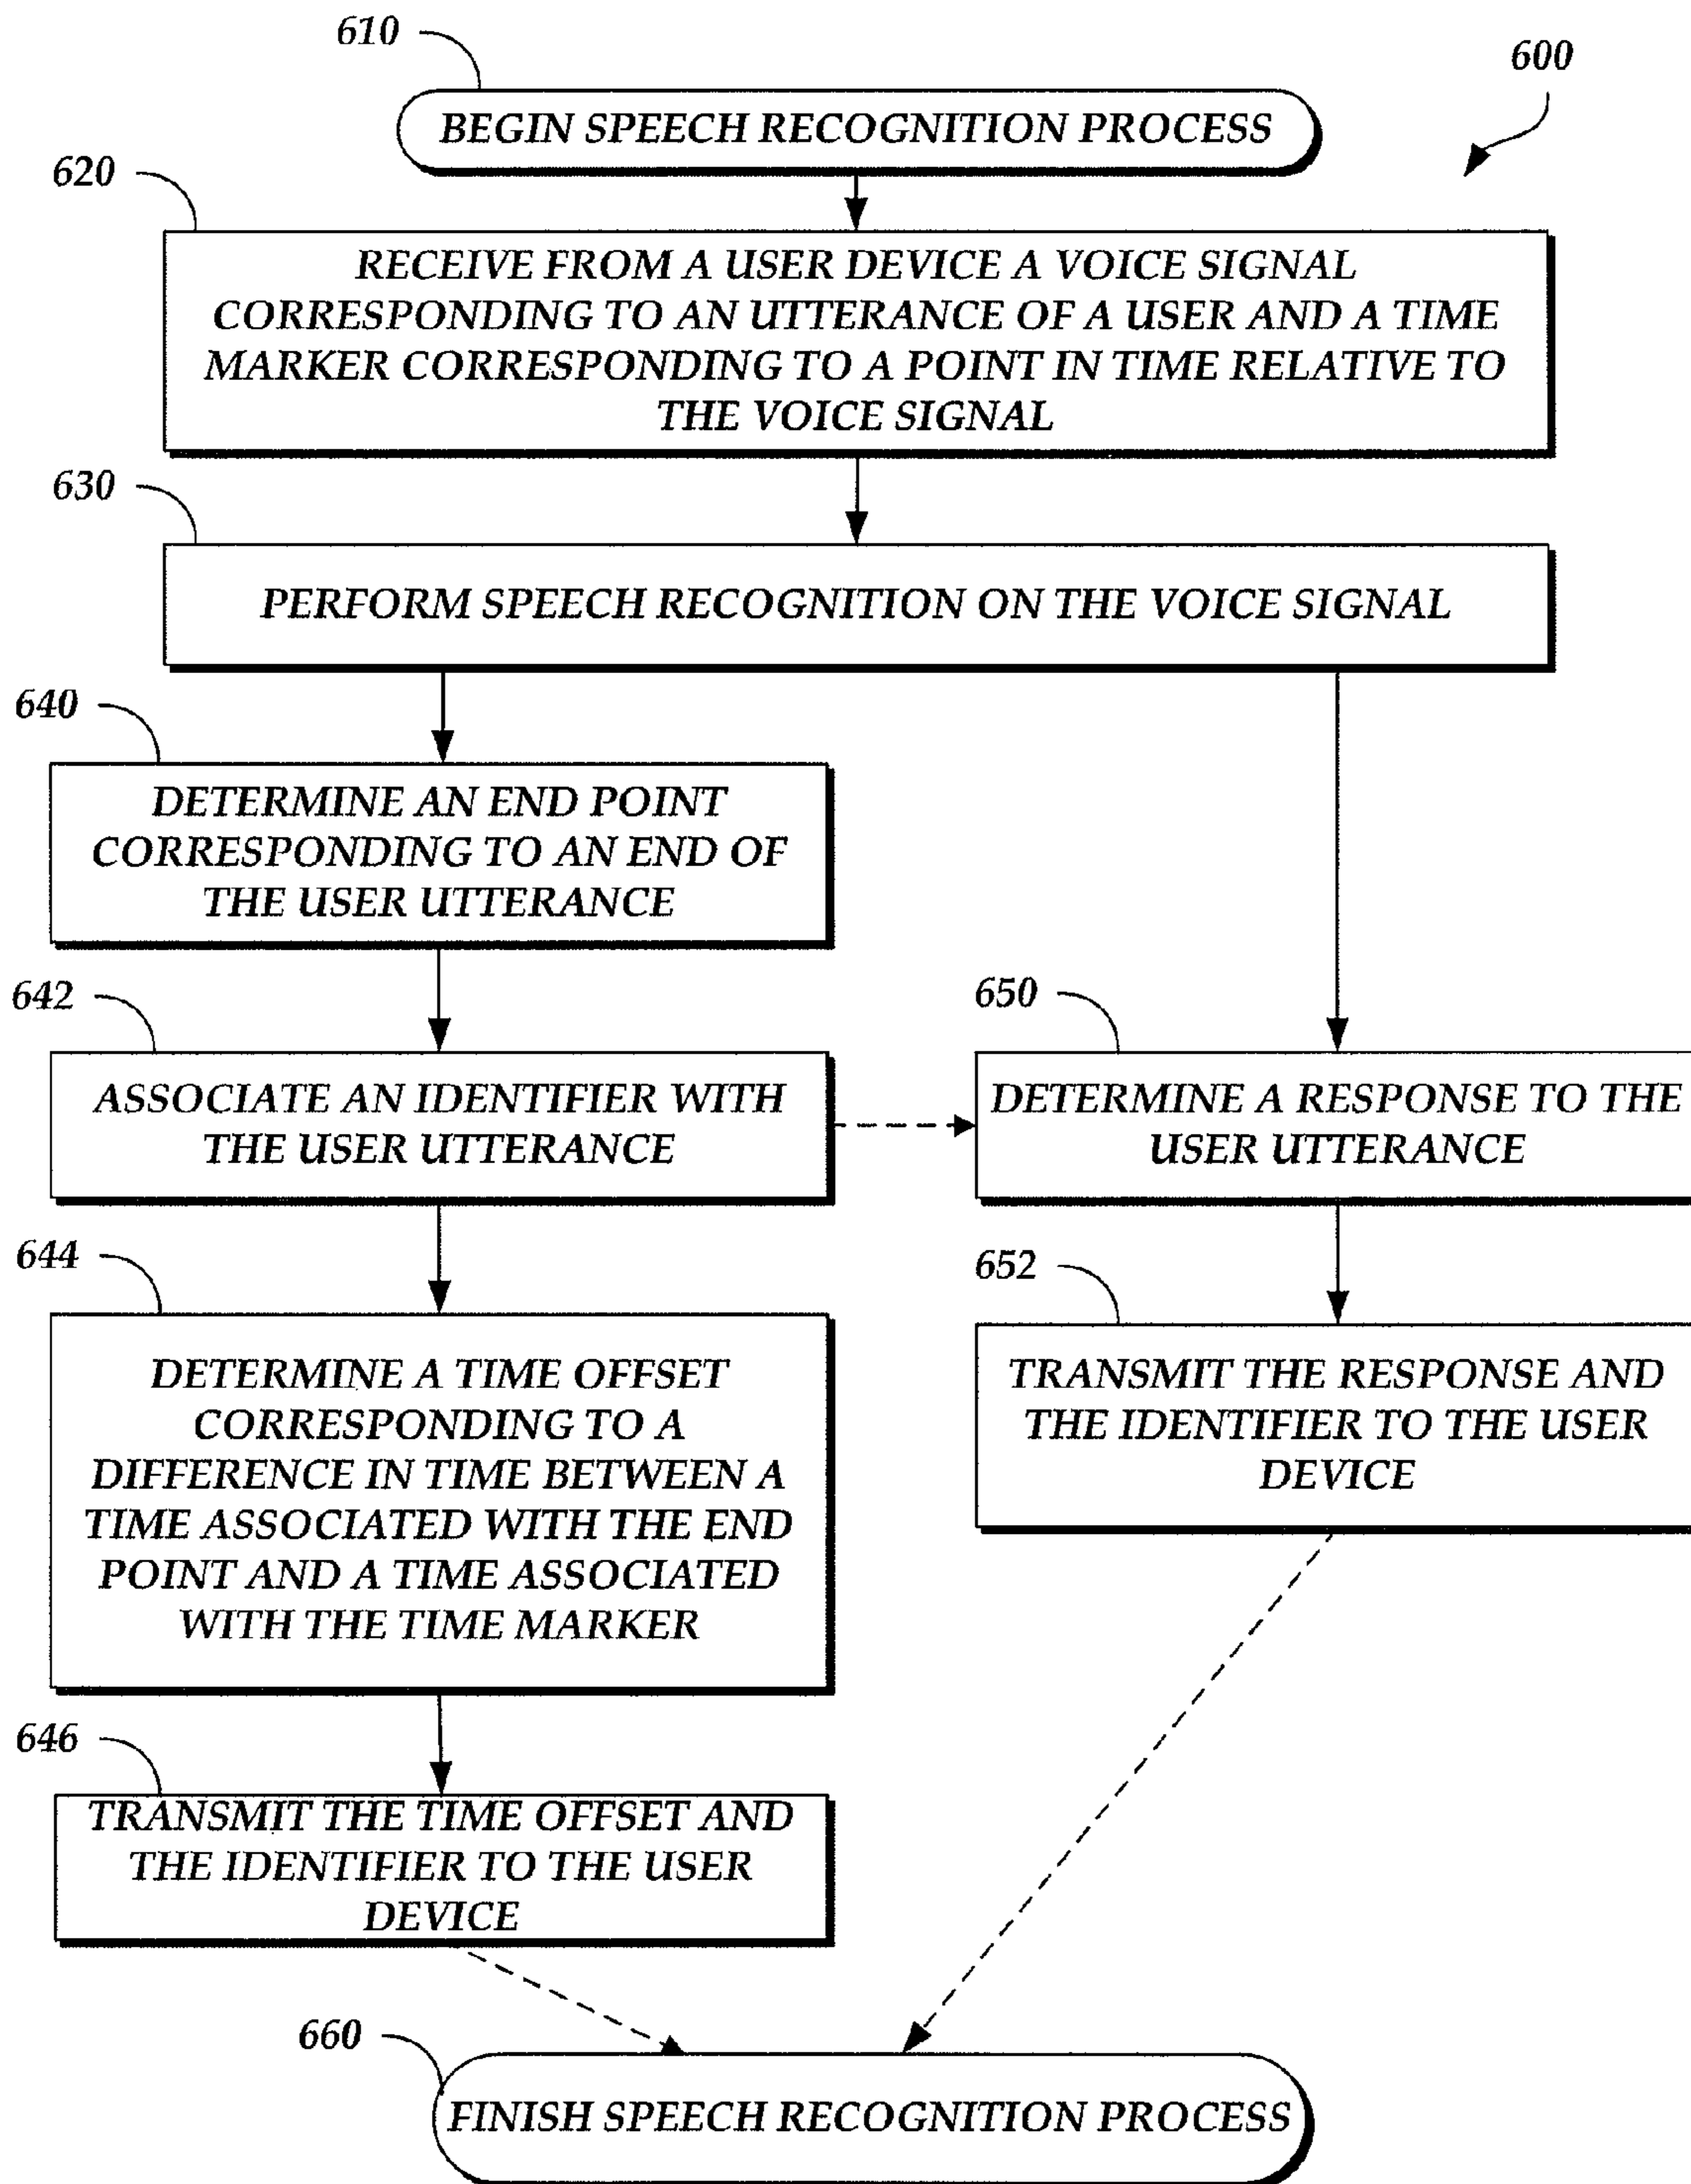 610
600
BEGIN SPEECH RECOGNITION PROCESS
620
RECEIVE FROM A USER DEVICE A VOICE SIGNAL
CORRESPONDING TO AN UTTERANCE OF A USER AND A TIME
MARKER CORRESPONDING TO A POINT IN TIME RELATIVE TO
THE VOICE SIGNAL
630
PERFORM SPEECH RECOGNITION ON THE VOICE SIGNAL
640
DETERMINE AN END POINT
CORRESPONDING TO AN END OF
THE USER UTTERANCE
642
ASSOCIATE AN IDENTIFIER WITH
THE USER UTTERANCE
650
DETERMINE A RESPONSE TO THE
USER UTTERANCE
644
DETERMINE A TIME OFFSET
CORRESPONDING TO A
DIFFERENCE IN TIME BETWEEN A
TIME ASSOCIATED WITH THE END
POINT AND A TIME ASSOCIATED
WITH THE TIME MARKER
652
TRANSMIT THE RESPONSE AND
THE IDENTIFIER TO THE USER
DEVICE
646
TRANSMIT THE TIME OFFSET AND
THE IDENTIFIER TO THE USER
DEVICE
660
FINISH SPEECH RECOGNITION PROCESS